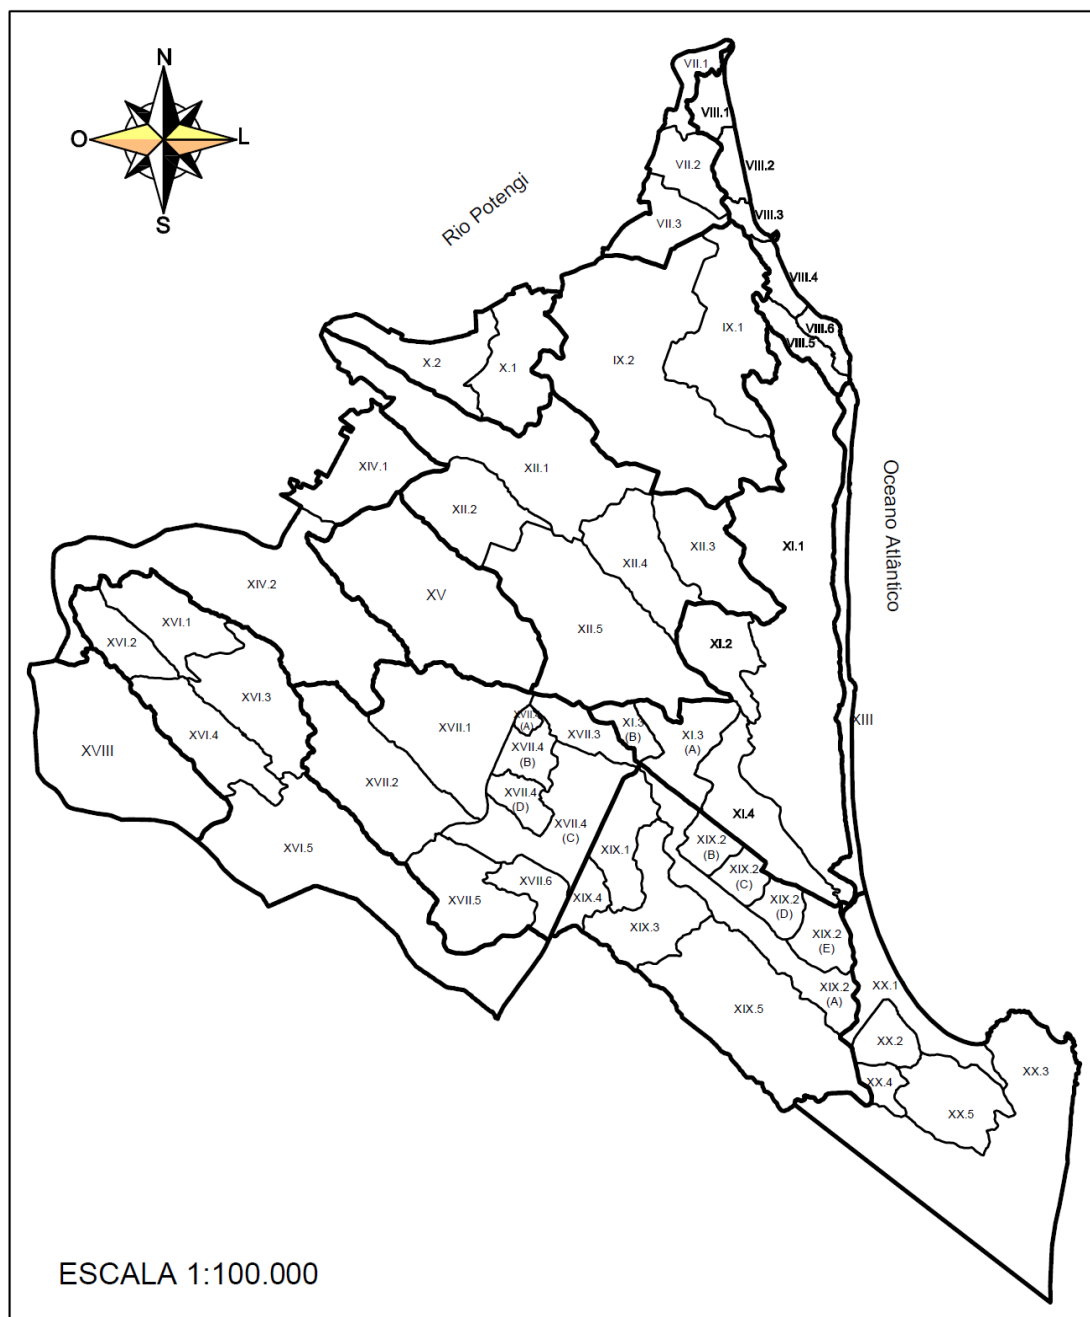 N
O
L
S
Rio Potengi
VII.1
VIII.1
VII.2
VIII.2
VII.3
VIII.3
VIII.4
IX.1
VIII.6
VIII.5
IX.2
X.2
X.1
Oceano Atlântico
XIV.1
XII.1
XII.2
XII.3
XI.1
XII.4
XIV.2
XV
XII.5
XVI.1
XVI.2
XI.2
XVI.3
XVI.4
XVIII
XVII.1
(A)
XVII.3
XI.3
(B)
XI.3
(A)
XIII
XVII.4
(B)
XVII.2
XVII.4
(D)
XI.4
XVII.4
(C)
XVI.5
XIX.1
XIX.2
(B)
XIX.2
(C)
XVII.6
XVII.5
XIX.4
XIX.2
(D)
XIX.3
XIX.2
(E)
XIX.2
(A)
XX.1
XIX.5
XX.2
XX.3
XX.4
XX.5
ESCALA 1:100.000